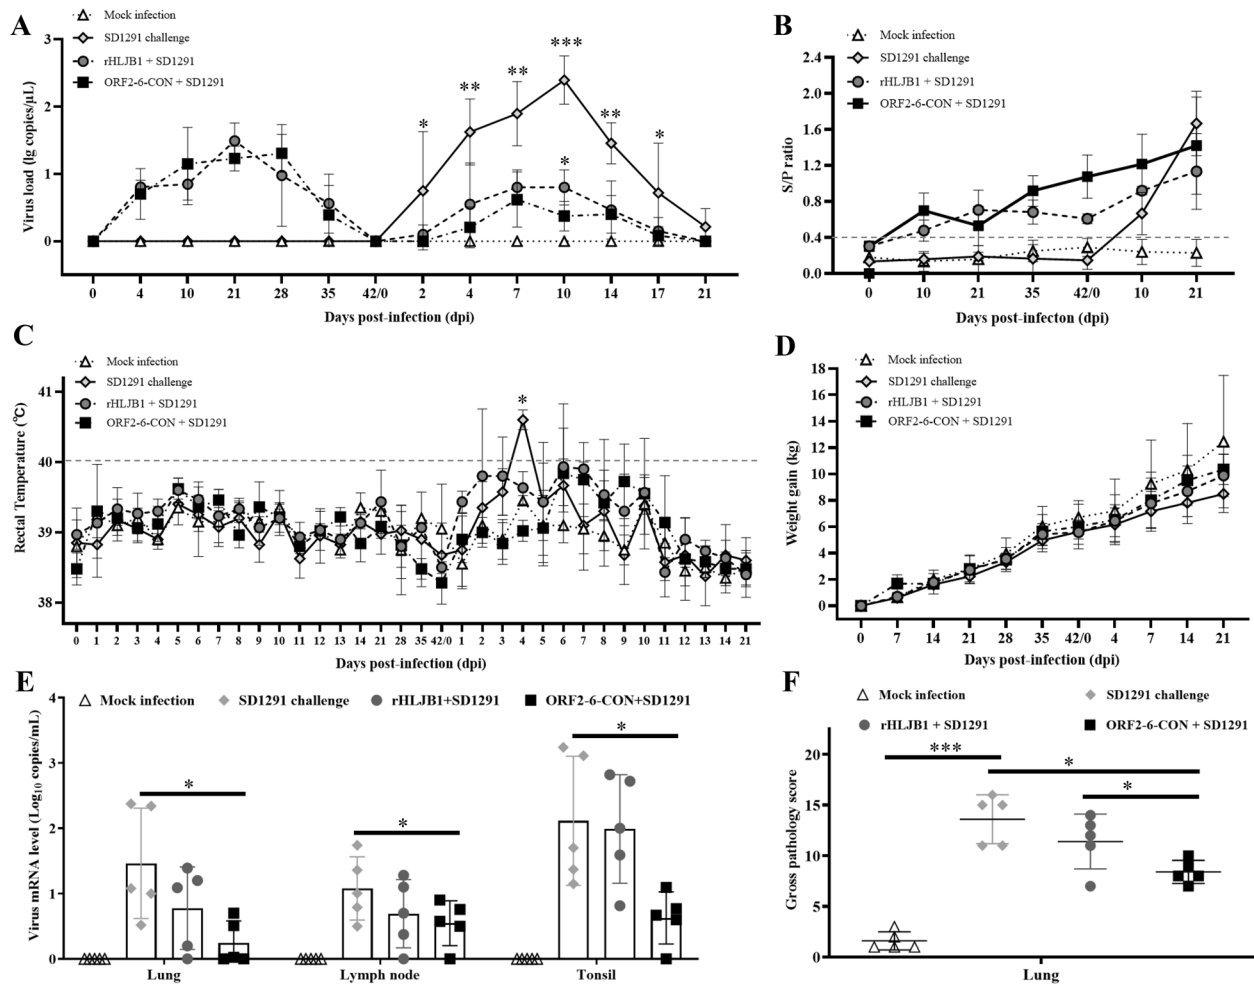 A
Mock infection
SD1291 challenge
rHLJB1 + SD1291
ORF2-6-CON + SD1291
Virus load (lg copies/μL)
3
2
1
0
*
**
**
***
*
**
*
0 4 10 21 28 35 42/0 2 4 7 10 14 17 21
Days post-infection (dpi)
B
Mock infection
SD1291 challenge
rHLJB1 + SD1291
ORF2-6-CON + SD1291
S/P ratio
2.4
2.0
1.6
1.2
0.8
0.4
0.0
0 10 21 35 42/0 10 21
Days post-infecton (dpi)
C
Mock infection
SD1291 challenge
rHLJB1 + SD1291
ORF2-6-CON + SD1291
Rectal Temperature (℃)
41
40
39
38
*
0 1 2 3 4 5 6 7 8 9 10 11 12 13 14 21 28 35 42/0 1 2 3 4 5 6 7 8 9 10 11 12 13 14 21
Days post-infection (dpi)
D
Mock infection
SD1291 challenge
rHLJB1 + SD1291
ORF2-6-CON + SD1291
Weight gain (kg)
18
16
14
12
10
8
6
4
2
0
0 7 14 21 28 35 42/0 4 7 14 21
Days post-infection (dpi)
E
Mock infection
SD1291 challenge
rHLJB1+SD1291
ORF2-6-CON+SD1291
Virus mRNA level (Log10 copies/mL)
4
3
2
1
0
*
*
*
Lung Lymph node Tonsil
F
Mock infection
SD1291 challenge
rHLJB1 + SD1291
ORF2-6-CON + SD1291
Gross pathology score
20
15
10
5
0
***
*
*
Lung